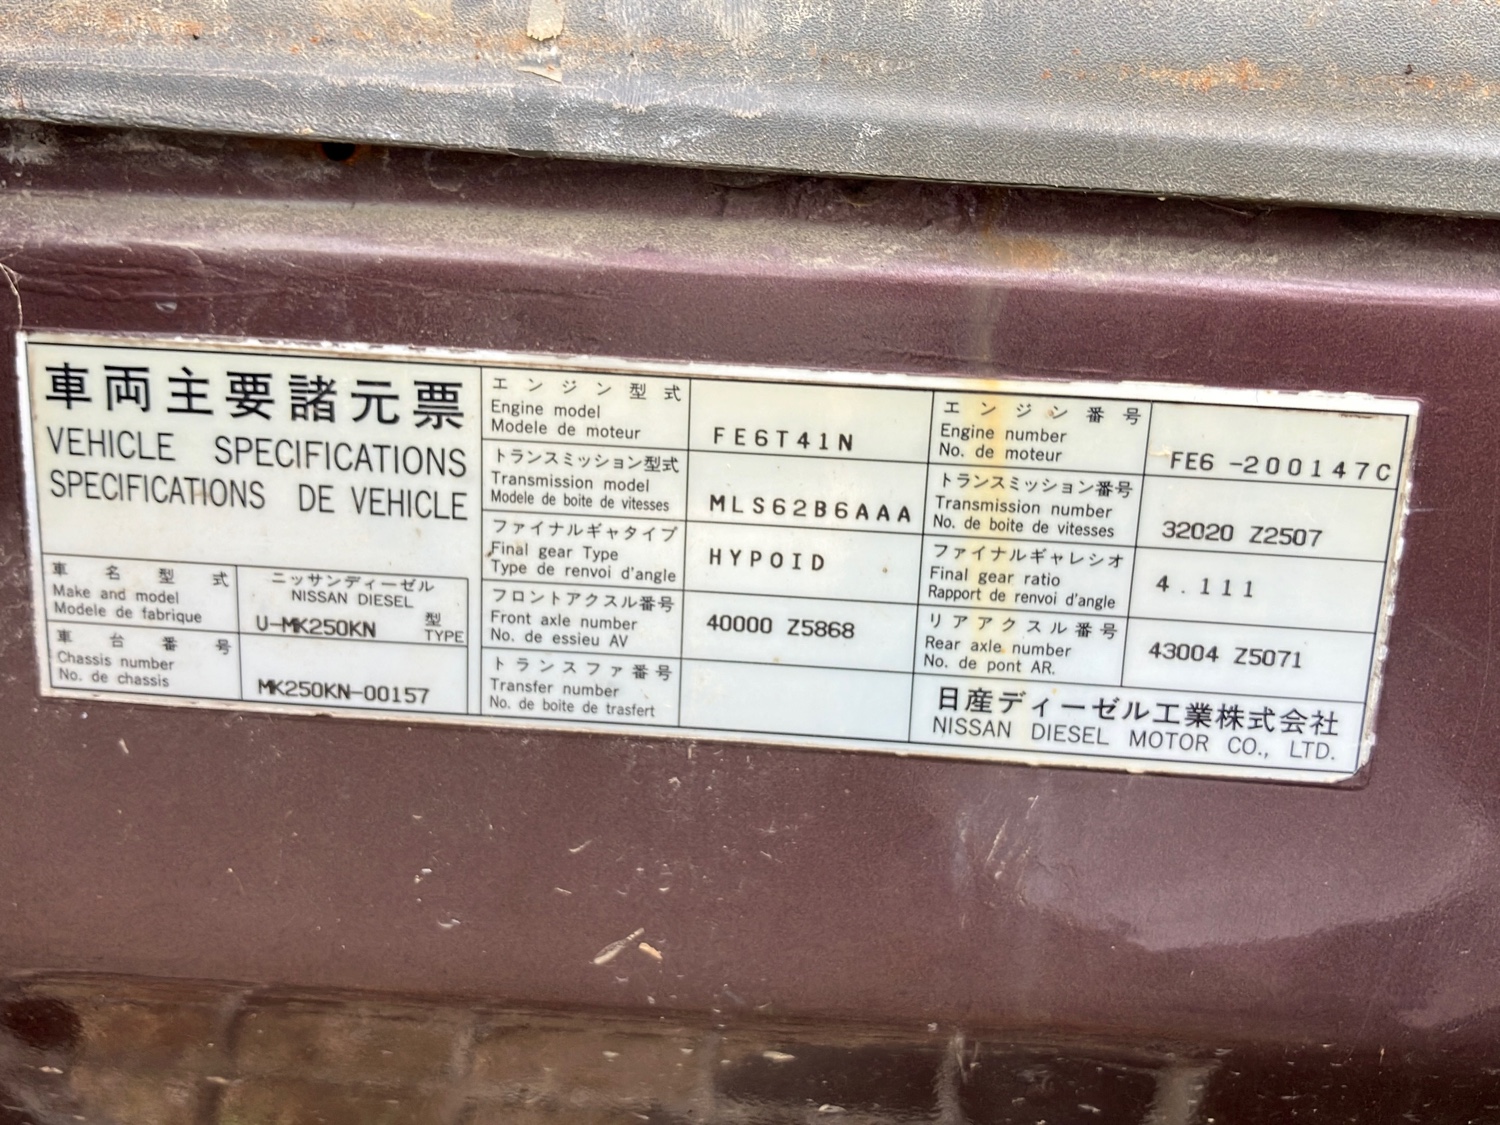 車両主要諸元票
VEHICLE SPECIFICATIONS
SPECIFICATIONS DE VEHICLE
車名型式
Make and model
Modele de fabrique
ニッサンディーゼル
NISSAN DIESEL
U-MK250KN 型
TYPE
車台番号
Chassis number
No. de chassis
MK250KN-00157
エンジン型式
Engine model
Modele de moteur
FE6T41N
エンジン番号
Engine number
No. de moteur
FE6 -200147C
トランスミッション型式
Transmission model
Modele de boite de vitesses
MLS62B6AAA
トランスミッション番号
Transmission number
No. de boite de vitesses
32020 Z2507
ファイナルギャタイプ
Final gear Type
Type de renvoi d'angle
HYPOID
ファイナルギャレシオ
Final gear ratio
Rapport de renvoi d'angle
4.111
フロントアクスル番号
Front axle number
No. de essieu AV
40000 Z5868
リアアクスル番号
Rear axle number
No. de pont AR.
43004 Z5071
トランスファ番号
Transfer number
No. de boite de trasfert
日産ディーゼル工業株式会社
NISSAN DIESEL MOTOR CO., LTD.